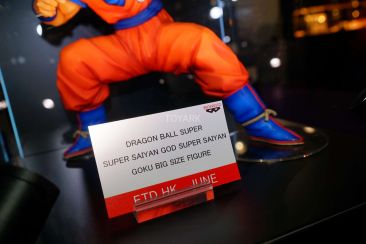 TOYARK
DRAGON BALL SUPER
SUPER SAIYAN GOD SUPER SAIYAN
GOKU BIG SIZE FIGURE
ETD HK JUNE